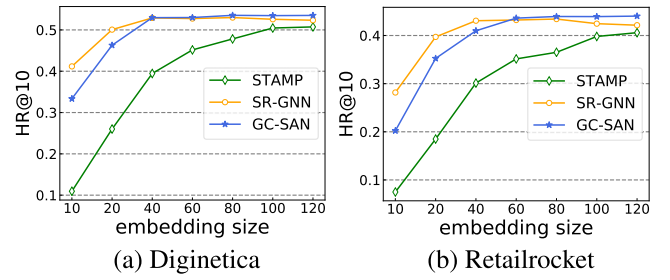 HR@10
0.5
0.4
0.3
0.2
0.1
STAMP
SR-GNN
GC-SAN
10 20 40 60 80 100 120
embedding size
(a) Diginetica
HR@10
0.4
0.3
0.2
0.1
STAMP
SR-GNN
GC-SAN
10 20 40 60 80 100 120
embedding size
(b) Retailrocket